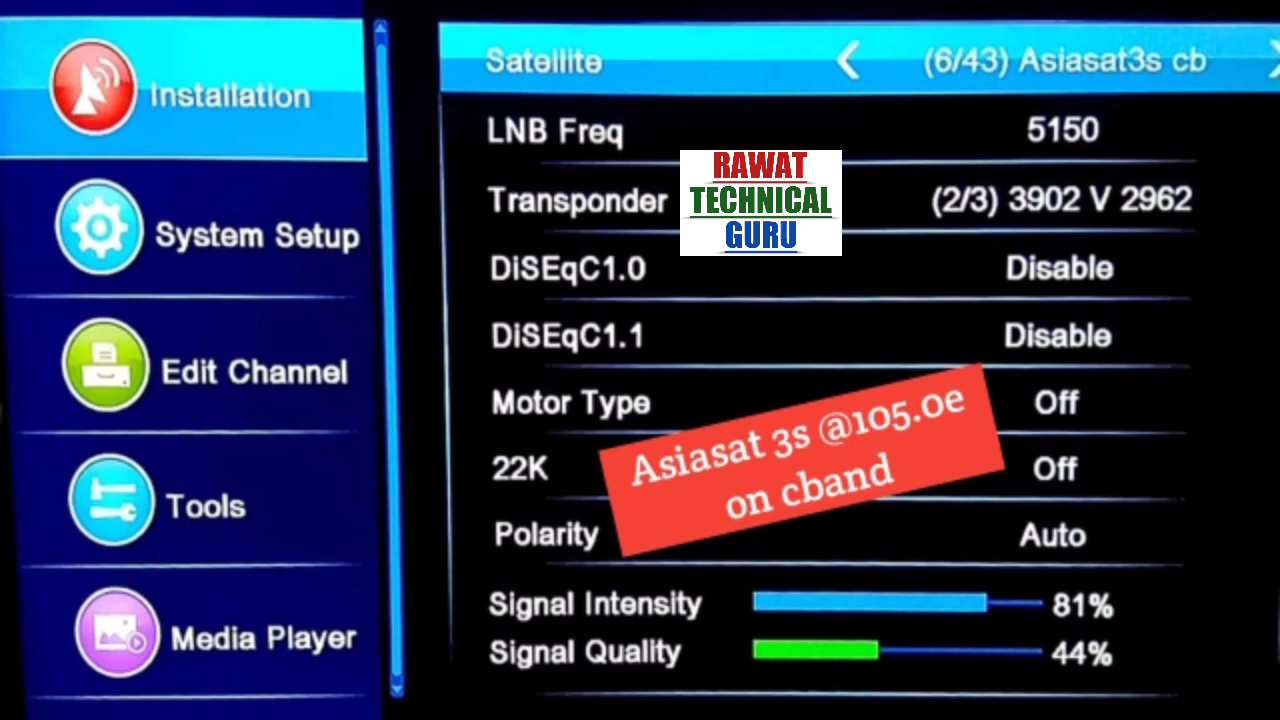 Installation
System Setup
Edit Channel
Tools
Media Player
Satellite (6/43) Asiasat3s cb
LNB Freq 5150
Transponder (2/3) 3902 V 2962
DiSEqC1.0 Disable
DiSEqC1.1 Disable
Motor Type Off
22K Off
Polarity Auto
Signal Intensity 81%
Signal Quality 44%
RAWAT
TECHNICAL
GURU
Asiasat 3s @105.0e
on cband